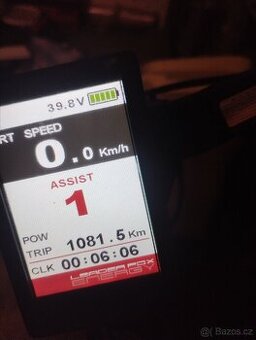 39.8V
RT SPEED
0.0 Km/h
ASSIST
1
POW
TRIP 1081.5 Km
CLK 00:06:06
LEADER FOX
ENERGY
Bazos.cz